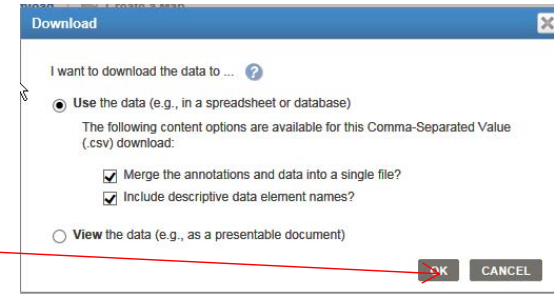 Download
I want to download the data to ... ?
Use the data (e.g., in a spreadsheet or database)
The following content options are available for this Comma-Separated Value
(.csv) download:
Merge the annotations and data into a single file?
Include descriptive data element names?
View the data (e.g., as a presentable document)
OK CANCEL